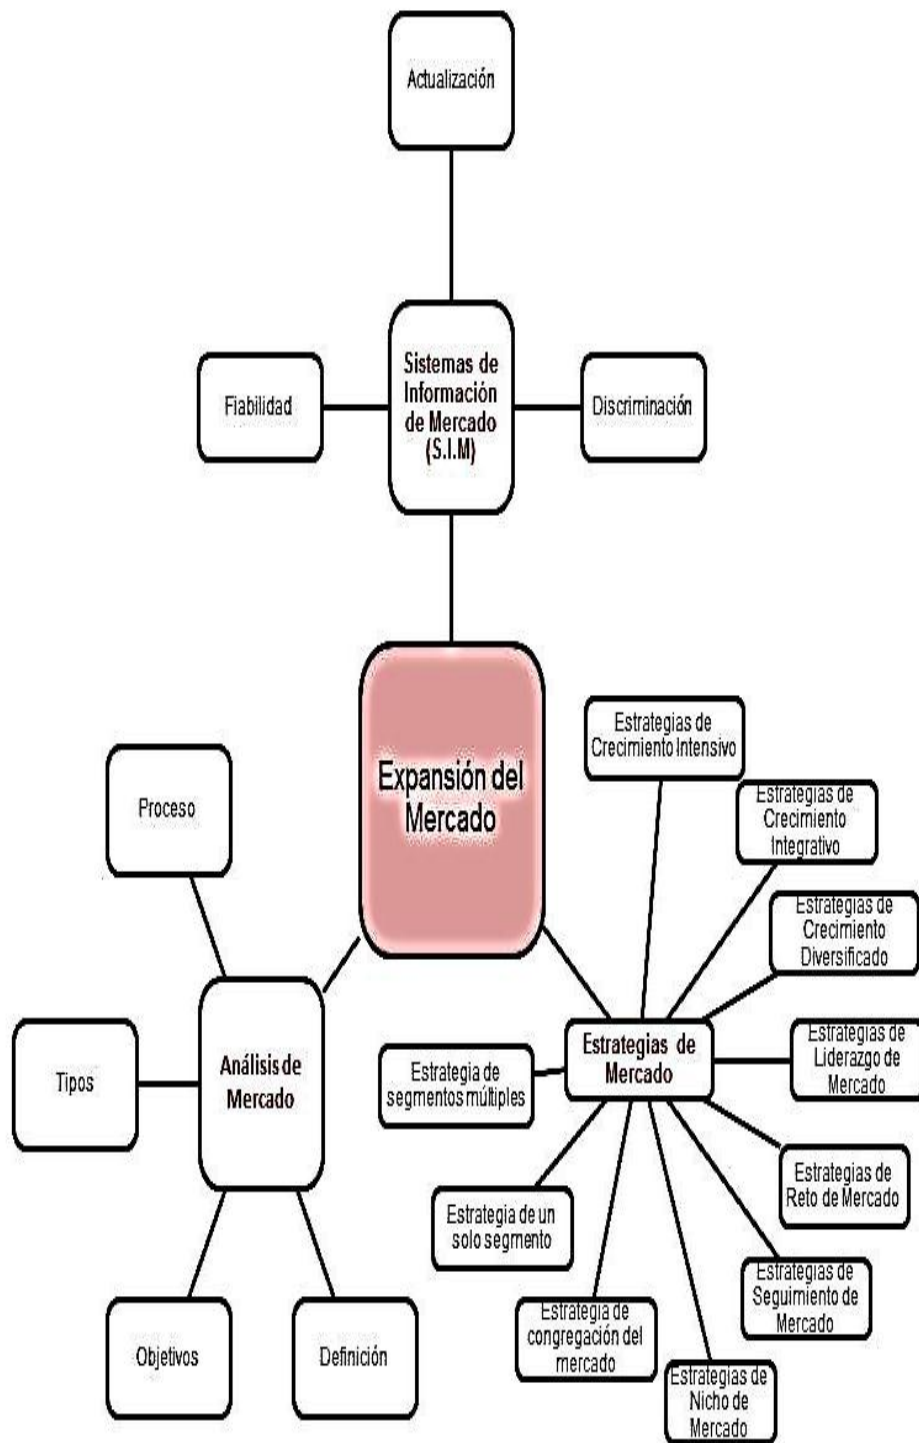 Actualización
Sistemas de
Información
de Mercado
(S.I.M)
Fiabilidad
Discriminación
Expansión del
Mercado
Estrategias de
Crecimiento Intensivo
Estrategias de
Crecimiento
Integrativo
Estrategias de
Crecimiento
Diversificado
Estrategias de
Liderazgo de
Mercado
Estrategias de
Reto de Mercado
Estrategias de
Seguimiento de
Mercado
Estrategias de
Nicho de
Mercado
Estrategia de
congregación del
mercado
Estrategia de un
solo segmento
Estrategia de
segmentos múltiples
Estrategias de
Mercado
Proceso
Análisis de
Mercado
Tipos
Objetivos
Definición